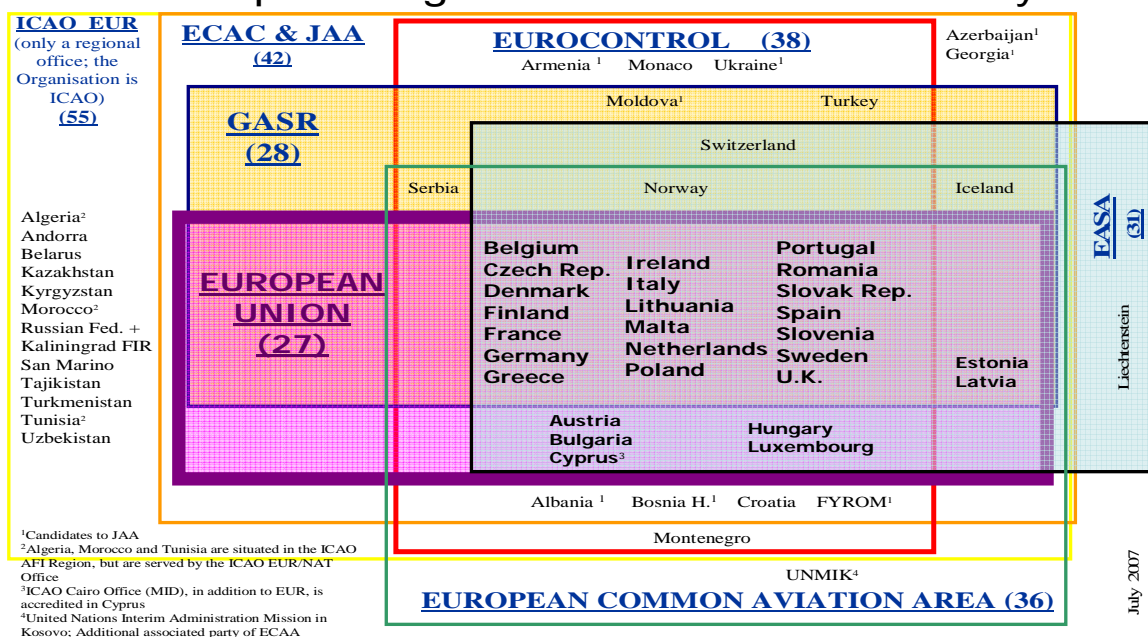 ICAO EUR
(only a regional
office; the
Organisation is
ICAO)
(55)
ECAC & JAA
(42)
EUROCONTROL (38)
Armenia ¹ Monaco Ukraine¹
Azerbaijan¹
Georgia¹
GASR
(28)
Moldova¹ Turkey
Switzerland
Serbia Norway Iceland
EASA
(31)
Liechtenstein
Algeria²
Andorra
Belarus
Kazakhstan
Kyrgyzstan
Morocco²
Russian Fed. +
Kaliningrad FIR
San Marino
Tajikistan
Turkmenistan
Tunisia²
Uzbekistan
EUROPEAN
UNION
(27)
Belgium
Czech Rep.
Denmark
Finland
France
Germany
Greece
Ireland
Italy
Lithuania
Malta
Netherlands
Poland
Portugal
Romania
Slovak Rep.
Spain
Slovenia
Sweden
U.K.
Estonia
Latvia
Austria
Bulgaria
Cyprus³
Hungary
Luxembourg
Albania ¹ Bosnia H.¹ Croatia FYROM¹
Montenegro
UNMIK⁴
EUROPEAN COMMON AVIATION AREA (36)
¹Candidates to JAA
²Algeria, Morocco and Tunisia are situated in the ICAO
AFI Region, but are served by the ICAO EUR/NAT
Office
³ICAO Cairo Office (MID), in addition to EUR, is
accredited in Cyprus
⁴United Nations Interim Administration Mission in
Kosovo; Additional associated party of ECAA
July 2007